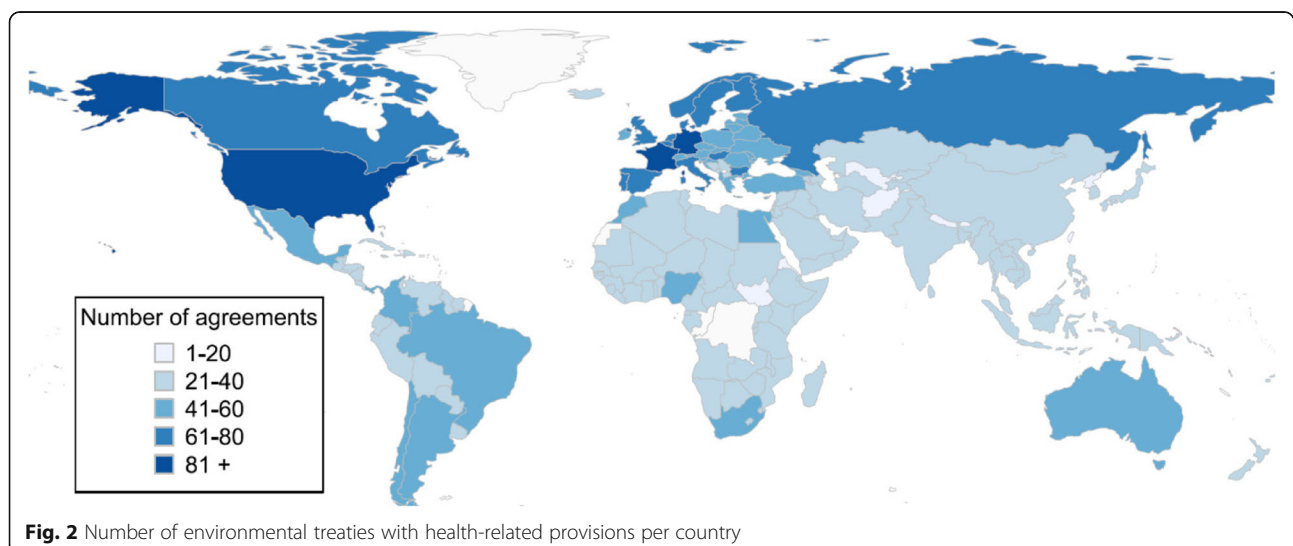 Number of agreements
1-20
21-40
41-60
61-80
81 +
Fig. 2 Number of environmental treaties with health-related provisions per country